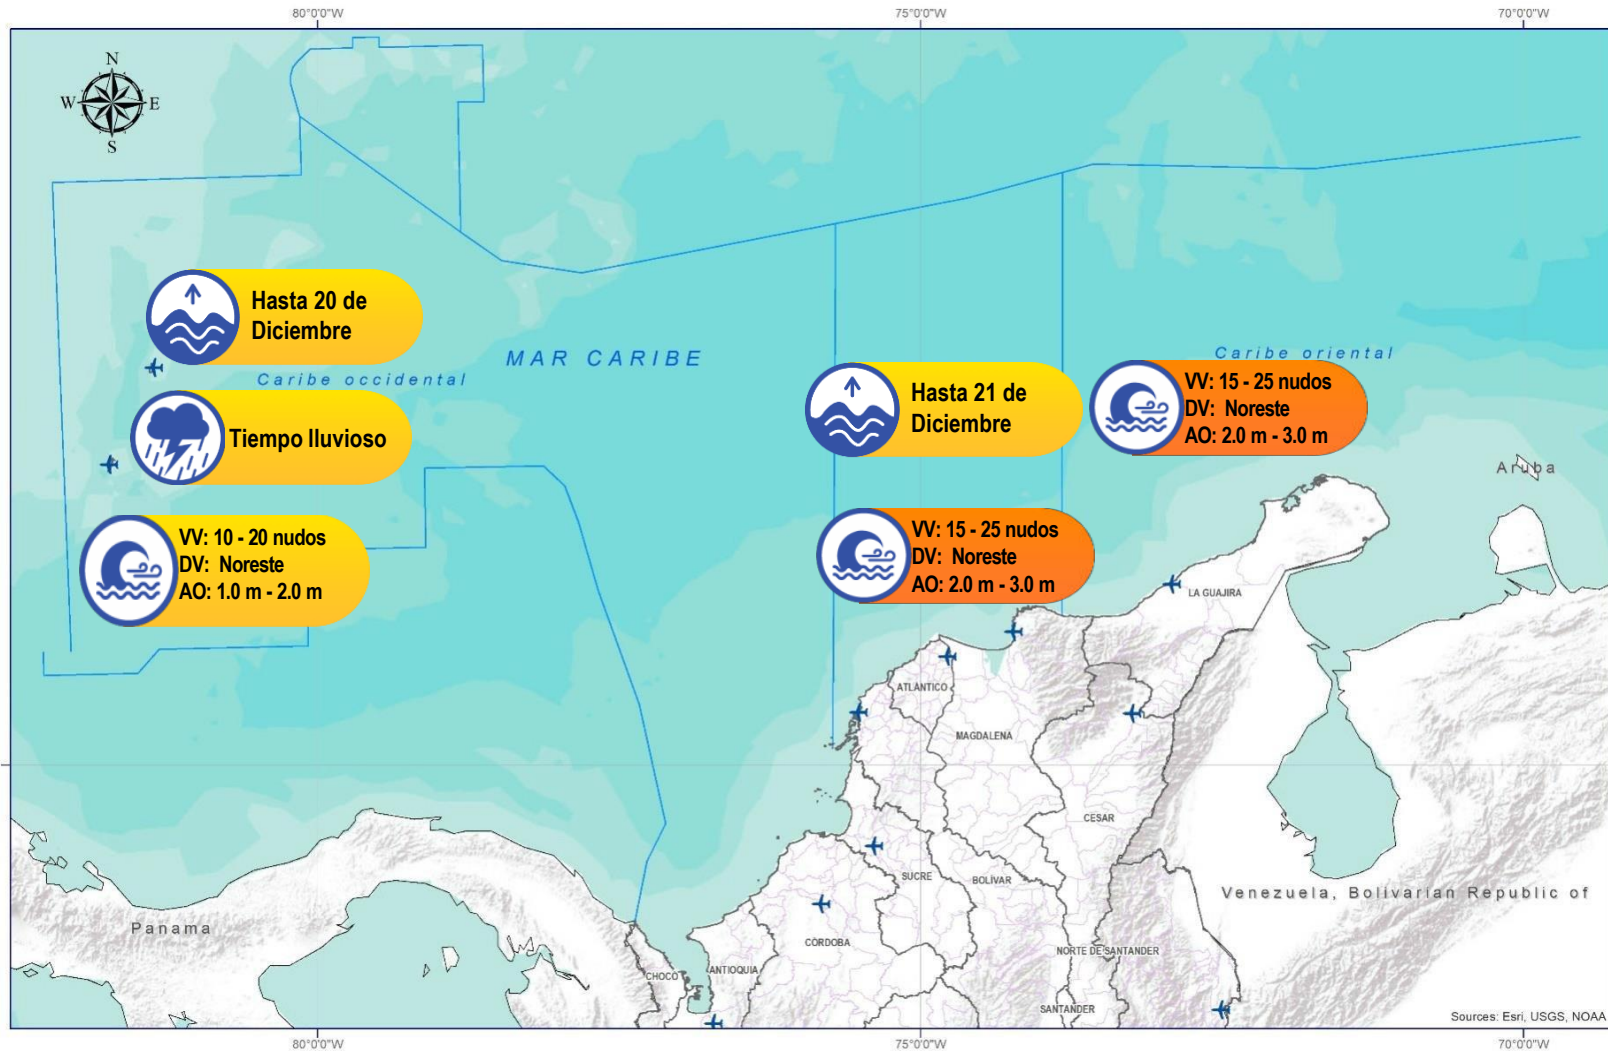 80°0'0"W
75°0'0"W
70°0'0"W
N
W
E
S
Hasta 20 de
Diciembre
MAR CARIBE
Caribe occidental
Caribe oriental
Tiempo lluvioso
Hasta 21 de
Diciembre
VV: 15 - 25 nudos
DV: Noreste
AO: 2.0 m - 3.0 m
Aruba
VV: 10 - 20 nudos
DV: Noreste
AO: 1.0 m - 2.0 m
VV: 15 - 25 nudos
DV: Noreste
AO: 2.0 m - 3.0 m
LA GUAJIRA
ATLÁNTICO
MAGDALENA
CESAR
SUCRE
BOLÍVAR
Venezuela, Bolivarian Republic of
Panama
CÓRDOBA
NORTE DE SANTANDER
CHOCÓ
ANTIOQUIA
SANTANDER
Sources: Esri, USGS, NOAA
80°0'0"W
75°0'0"W
70°0'0"W